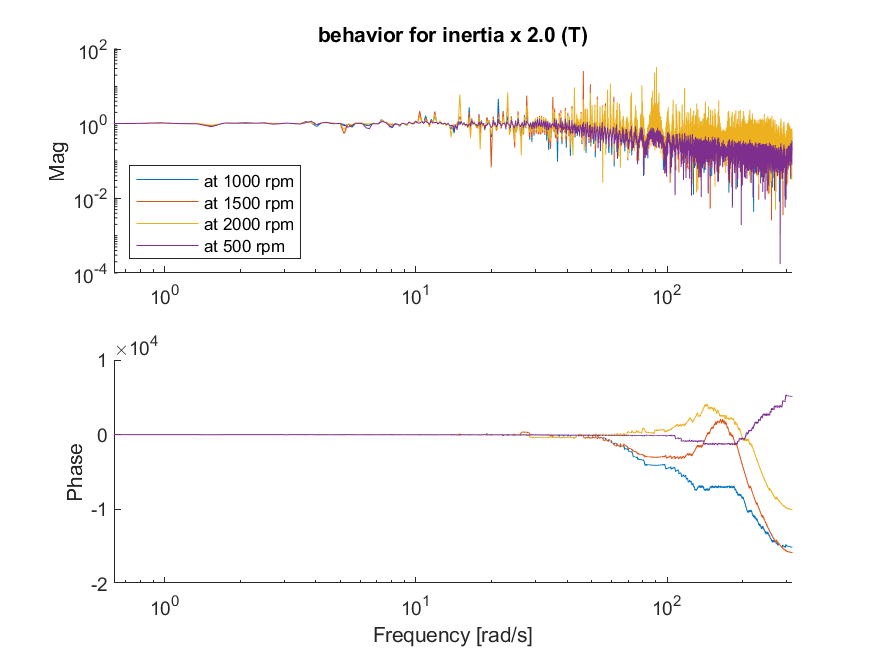 behavior for inertia x 2.0 (T)
10^2
10^0
10^-2
10^-4
Mag
at 1000 rpm
at 1500 rpm
at 2000 rpm
at 500 rpm
10^0 10^1 10^2
×10^4
1
0
-1
-2
Phase
10^0 10^1 10^2
Frequency [rad/s]